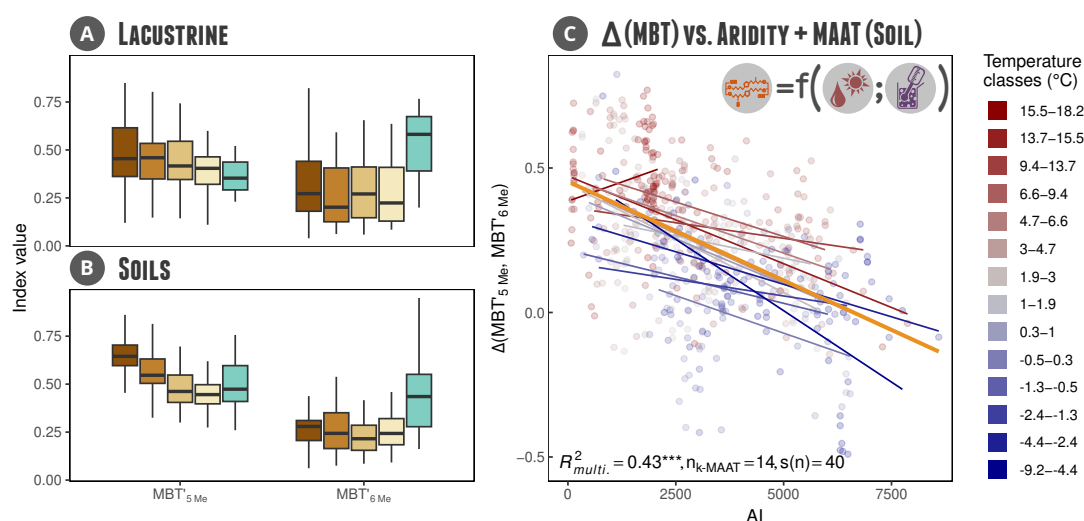 A LACUSTRINE
0.75
0.50
0.25
0.00
B SOILS
0.75
0.50
0.25
0.00
Index value
MBT'5 Me
MBT'6 Me
C Δ(MBT) vs. ARIDITY + MAAT (SOIL)
=f( ; )
Δ(MBT'5 Me, MBT'6 Me)
0.5
0.0
−0.5
R²multi. = 0.43***, nk-MAAT = 14, s(n) = 40
0
2500
5000
7500
AI
Temperature
classes (°C)
15.5–18.2
13.7–15.5
9.4–13.7
6.6–9.4
4.7–6.6
3–4.7
1.9–3
1–1.9
0.3–1
-0.5–0.3
-1.3–-0.5
-2.4–-1.3
-4.4–-2.4
-9.2–-4.4